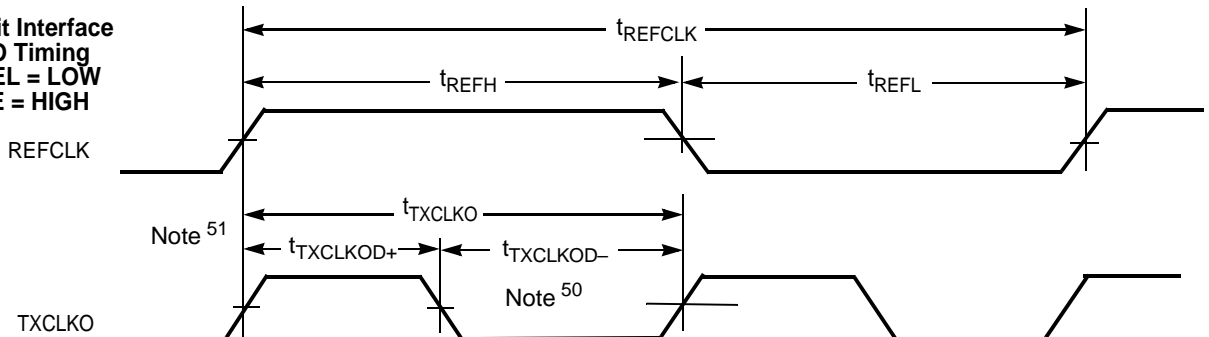 it Interface
Timing
EL = LOW
E = HIGH
tREFCLK
tREFH
tREFL
REFCLK
tTXCLKO
Note 51
tTXCLKOD+
tTXCLKOD–
Note 50
TXCLKO